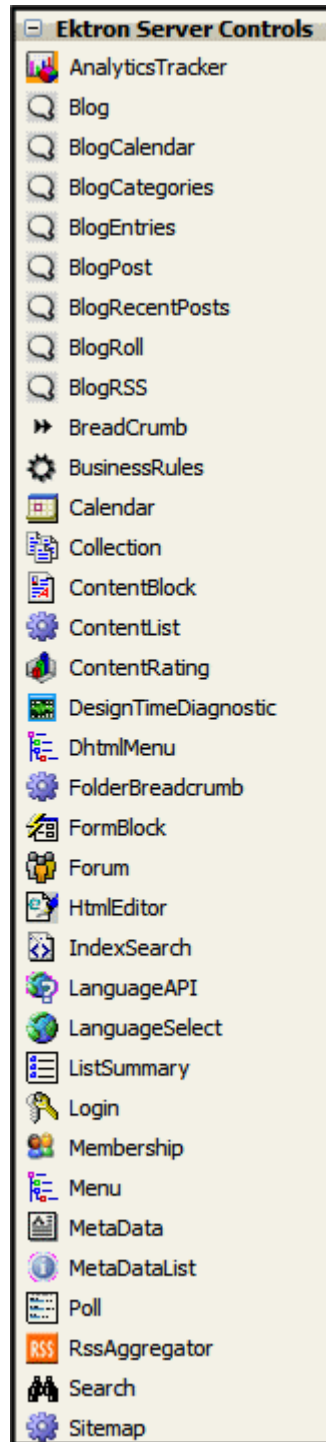 Ektron Server Controls
AnalyticsTracker
Blog
BlogCalendar
BlogCategories
BlogEntries
BlogPost
BlogRecentPosts
BlogRoll
BlogRSS
BreadCrumb
BusinessRules
Calendar
Collection
ContentBlock
ContentList
ContentRating
DesignTimeDiagnostic
DhtmlMenu
FolderBreadcrumb
FormBlock
Forum
HtmlEditor
IndexSearch
LanguageAPI
LanguageSelect
ListSummary
Login
Membership
Menu
MetaData
MetaDataList
Poll
RSS RssAggregator
Search
Sitemap